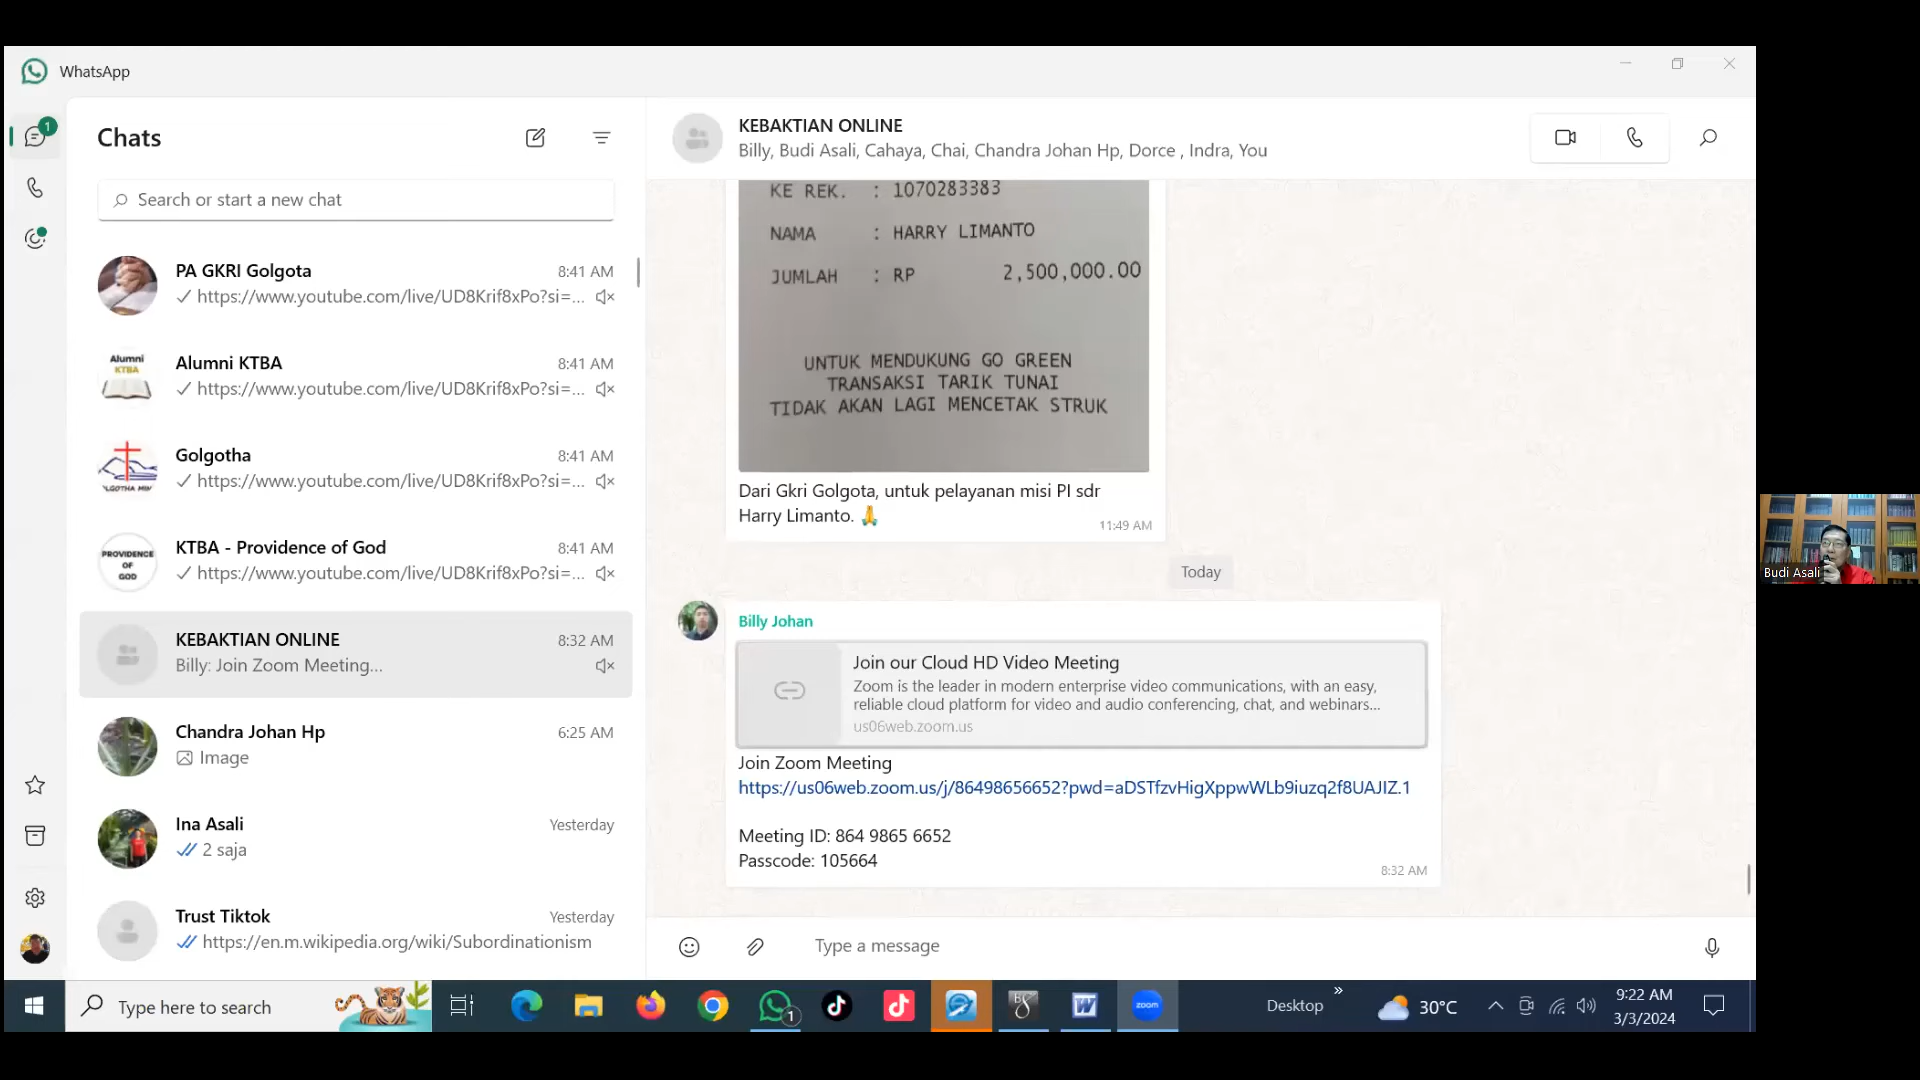 WhatsApp
1
Chats
Search or start a new chat
PA GKRI Golgota
8:41 AM
https://www.youtube.com/live/UD8Krif8xPo?si=...
Alumni KTBA
Alumni KTBA
8:41 AM
https://www.youtube.com/live/UD8Krif8xPo?si=...
Golgotha
8:41 AM
https://www.youtube.com/live/UD8Krif8xPo?si=...
PROVIDENCE
OF
GOD
KTBA - Providence of God
8:41 AM
https://www.youtube.com/live/UD8Krif8xPo?si=...
KEBAKTIAN ONLINE
8:32 AM
Billy: Join Zoom Meeting...
Chandra Johan Hp
6:25 AM
Image
Ina Asali
Yesterday
2 saja
Trust Tiktok
Yesterday
https://en.m.wikipedia.org/wiki/Subordinationism
KEBAKTIAN ONLINE
Billy, Budi Asali, Cahaya, Chai, Chandra Johan Hp, Dorce , Indra, You
KE REK. : 1070283383
NAMA : HARRY LIMANTO
JUMLAH : RP 2,500,000.00
UNTUK MENDUKUNG GO GREEN
TRANSAKSI TARIK TUNAI
TIDAK AKAN LAGI MENCETAK STRUK
Dari Gkri Golgota, untuk pelayanan misi PI sdr
Harry Limanto. 🙏
11:49 AM
Today
Billy Johan
Join our Cloud HD Video Meeting
Zoom is the leader in modern enterprise video communications, with an easy,
reliable cloud platform for video and audio conferencing, chat, and webinars...
us06web.zoom.us
Join Zoom Meeting
https://us06web.zoom.us/j/86498656652?pwd=aDSTfzvHigXppwWLb9iuzq2f8UAJIZ.1
Meeting ID: 864 9865 6652
Passcode: 105664
8:32 AM
Type a message
Budi Asali
Type here to search
1
zoom
Desktop
30°C
9:22 AM
3/3/2024